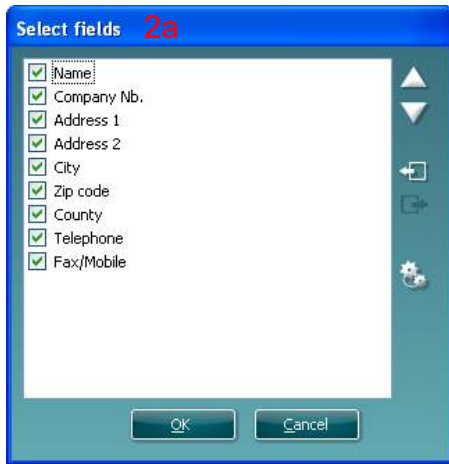 Select fields 2a
Name
Company Nb.
Address 1
Address 2
City
Zip code
County
Telephone
Fax/Mobile
OK Cancel